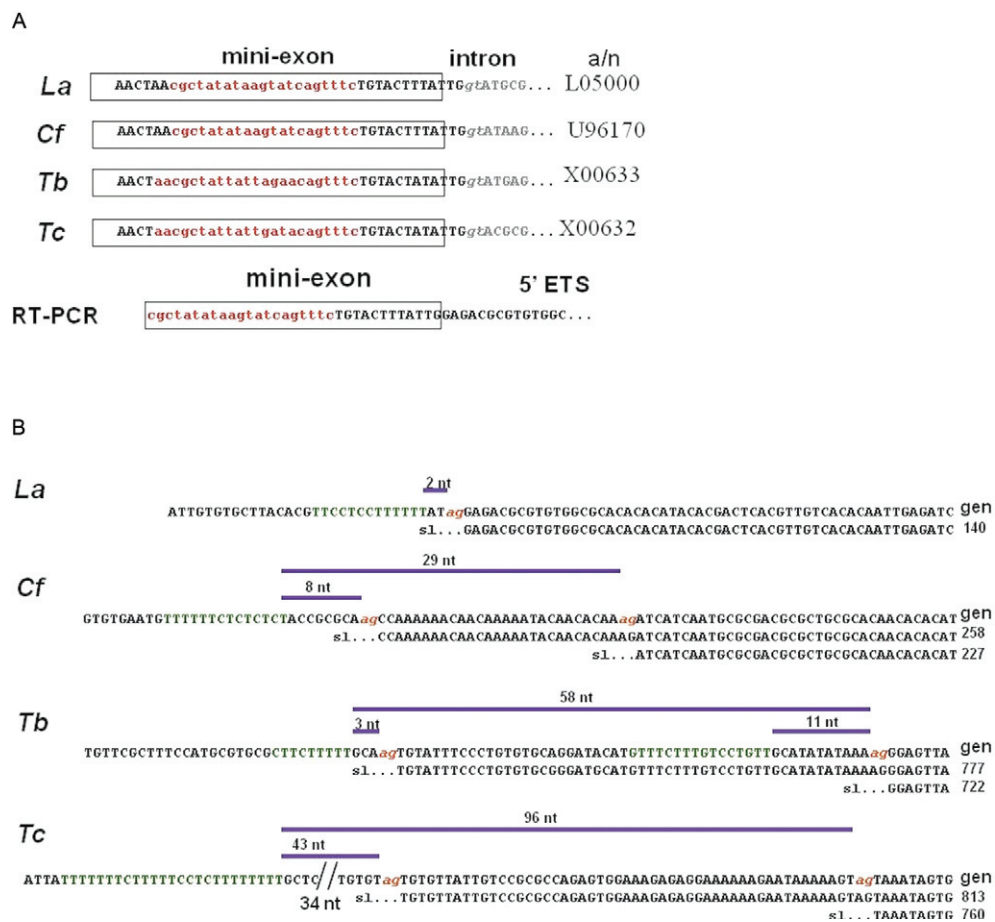 A
mini-exon intron a/n
La AACTAAcgctatataagtatcagtttcTGTACTTTATTGgtATGCG... L05000
Cf AACTAAcgctatataagtatcagtttcTGTACTTTATTGgtATAAG... U96170
Tb AACTaacgctattattagaacagtttcTGTACTATATTGgtATGAG... X00633
Tc AACTaacgctattattgatacagtttcTGTACTATATTGgtACGCG... X00632
mini-exon 5' ETS
RT-PCR cgctatataagtatcagtttcTGTACTTTATTGGAGACGCGTGTGGC...
B
La 2 nt
ATTGTGTGCTTACACGTTCCTCCTTTTTTATagGAGACGCGTGTGGCGCACACACATACACGACTCACGTTGTCACACAATTGAGATC gen
sl...GAGACGCGTGTGGCGCACACACATACACGACTCACGTTGTCACACAATTGAGATC 140
29 nt
Cf 8 nt
GTGTGAATGTTTTTTCTCTCTCTACCGCGCAagCCAAAAAACAACAAAAATACAACACAAagATCATCAATGCGCGACGCGCTGCGCACAACACACAT gen
sl...CCAAAAAACAACAAAAATACAACACAAAGATCATCAATGCGCGACGCGCTGCGCACAACACACAT 258
sl...ATCATCAATGCGCGACGCGCTGCGCACAACACACAT 227
58 nt
Tb 3 nt 11 nt
TGTTCGCTTTCCATGCGTGCGCTTCTTTTTGCAagTGTATTTCCCTGTGTGCAGGATACATGTTTCTTTGTCCTGTTGCATATATAAAagGGAGTTA gen
sl...TGTATTTCCCTGTGTGCGGGATGCATGTTTCTTTGTCCTGTTGCATATATAAAAGGGAGTTA 777
sl...GGAGTTA 722
96 nt
Tc 43 nt
ATTATTTTTTTCTTTTTCCTCTTTTTTTTGCTC//TGTGTagTGTGTTATTGTCCGCGCCAGAGTGGAAAGAGAGGAAAAAAGAATAAAAAGTagTAAATAGTG gen
34 nt sl...TGTGTTATTGTCCGCGCCAGAGTGGAAAGAGAGGAAAAAAGAATAAAAAGTAGTAAATAGTG 813
sl...TAAATAGTG 760